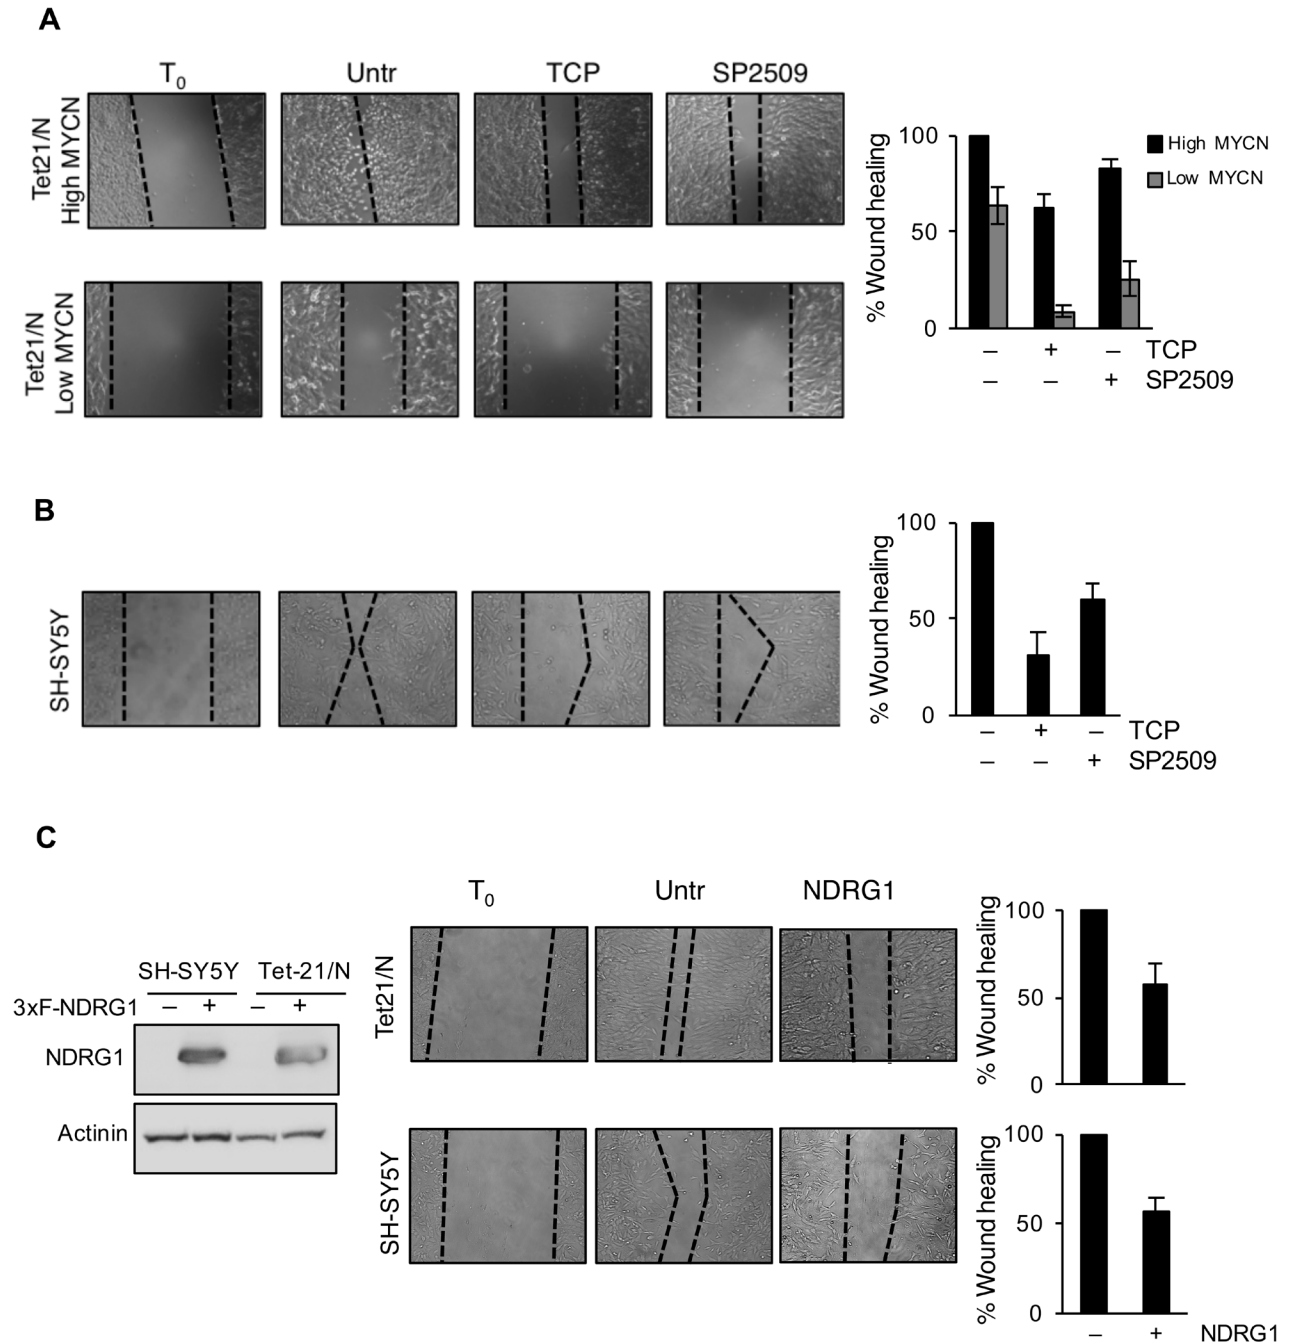 A
T0 Untr TCP SP2509
Tet21/N
High MYCN
Tet21/N
Low MYCN
% Wound healing
100
50
0
High MYCN
Low MYCN
– + – TCP
– – + SP2509
B
SH-SY5Y
% Wound healing
100
50
0
– + – TCP
– – + SP2509
C
SH-SY5Y Tet-21/N
3xF-NDRG1 – + – +
NDRG1
Actinin
T0 Untr NDRG1
Tet21/N
SH-SY5Y
% Wound healing
100
50
0
% Wound healing
100
50
0
– + NDRG1